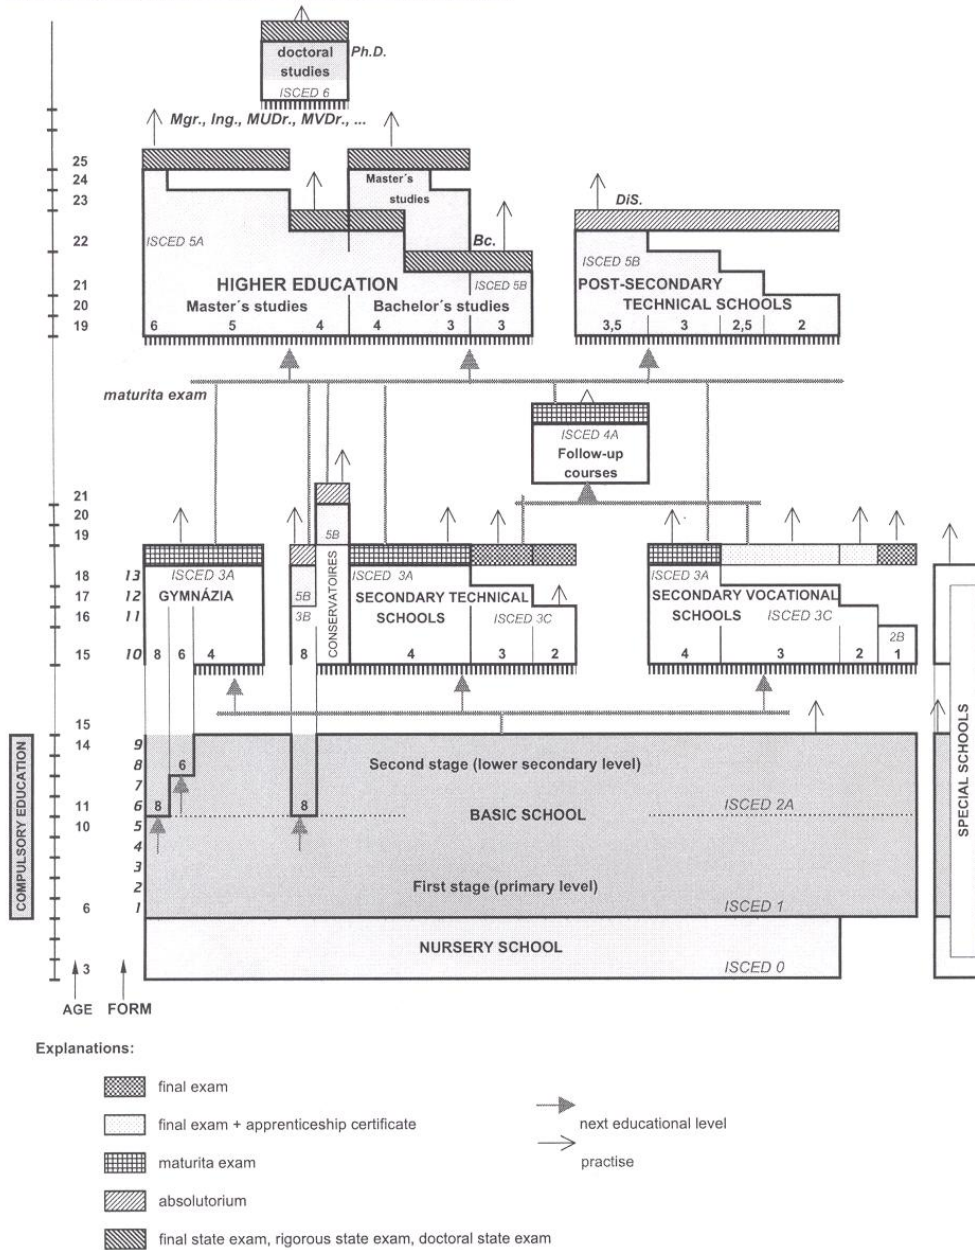 doctoral studies Ph.D.
ISCED 6
Mgr., Ing., MUDr., MVDr., ...
25
24
23
22
21
20
19
Master´s studies
ISCED 5A
Bc.
DiS.
HIGHER EDUCATION
ISCED 5B
Master´s studies
Bachelor´s studies
6 5 4 4 3 3
ISCED 5B
POST-SECONDARY
TECHNICAL SCHOOLS
3,5 3 2,5 2
maturita exam
ISCED 4A
Follow-up
courses
21
20
19
18 13
17 12
16 11
15 10
ISCED 3A
GYMNÁZIA
8 6 4
5B
3B
8
5B
CONSERVATOIRES
ISCED 3A
SECONDARY TECHNICAL
SCHOOLS
ISCED 3C
4 3 2
ISCED 3A
SECONDARY VOCATIONAL
SCHOOLS
ISCED 3C
2B
4 3 2 1
COMPULSORY EDUCATION
15
14 9
8
7
11 6
10 5
4
3
2
6 1
3
6
8
8
Second stage (lower secondary level)
ISCED 2A
BASIC SCHOOL
First stage (primary level)
ISCED 1
NURSERY SCHOOL
ISCED 0
SPECIAL SCHOOLS
AGE FORM
Explanations:
final exam
final exam + apprenticeship certificate
maturita exam
absolutorium
final state exam, rigorous state exam, doctoral state exam
next educational level
practise